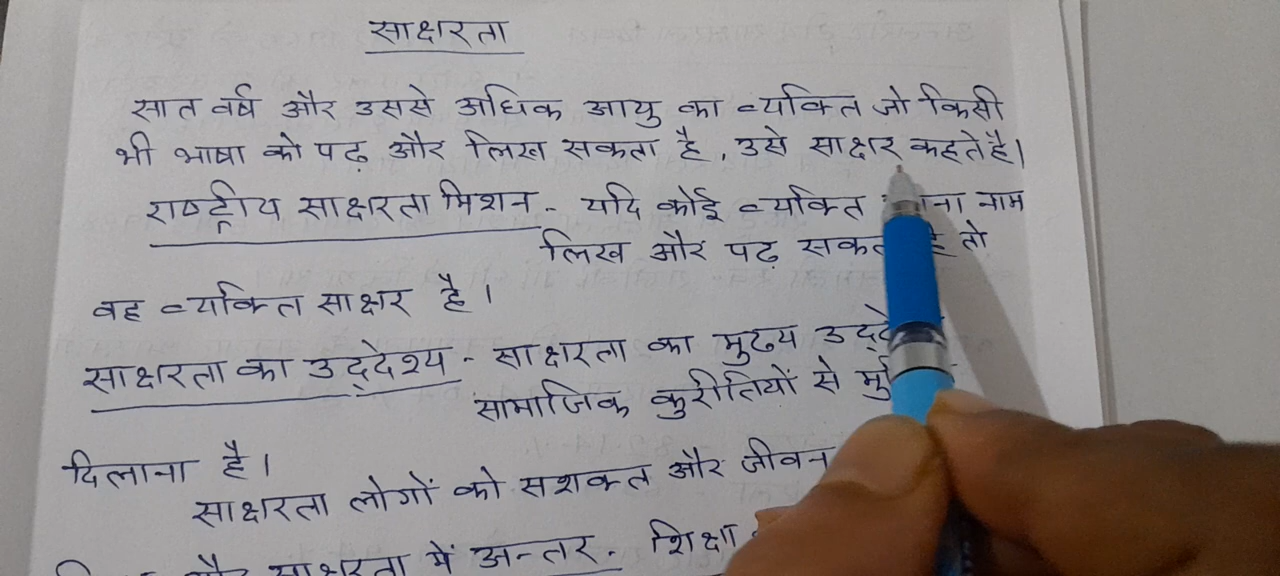 साक्षरता
सात वर्ष और उससे अधिक आयु का व्यक्ति जो किसी
भी भाषा को पढ़ और लिख सकता है, उसे साक्षर कहते है।
राष्ट्रीय साक्षरता मिशन - यदि कोई व्यक्ति नाम
लिख और पढ़ तो
वह व्यक्ति साक्षर है।
साक्षरता का उद्देश्य - साक्षरता का मुख्य
सामाजिक कुरीतियों से
दिलाना है।
साक्षरता लोगों को सशक्त और जीवन
साक्षरता में अन्तर - शिक्षा